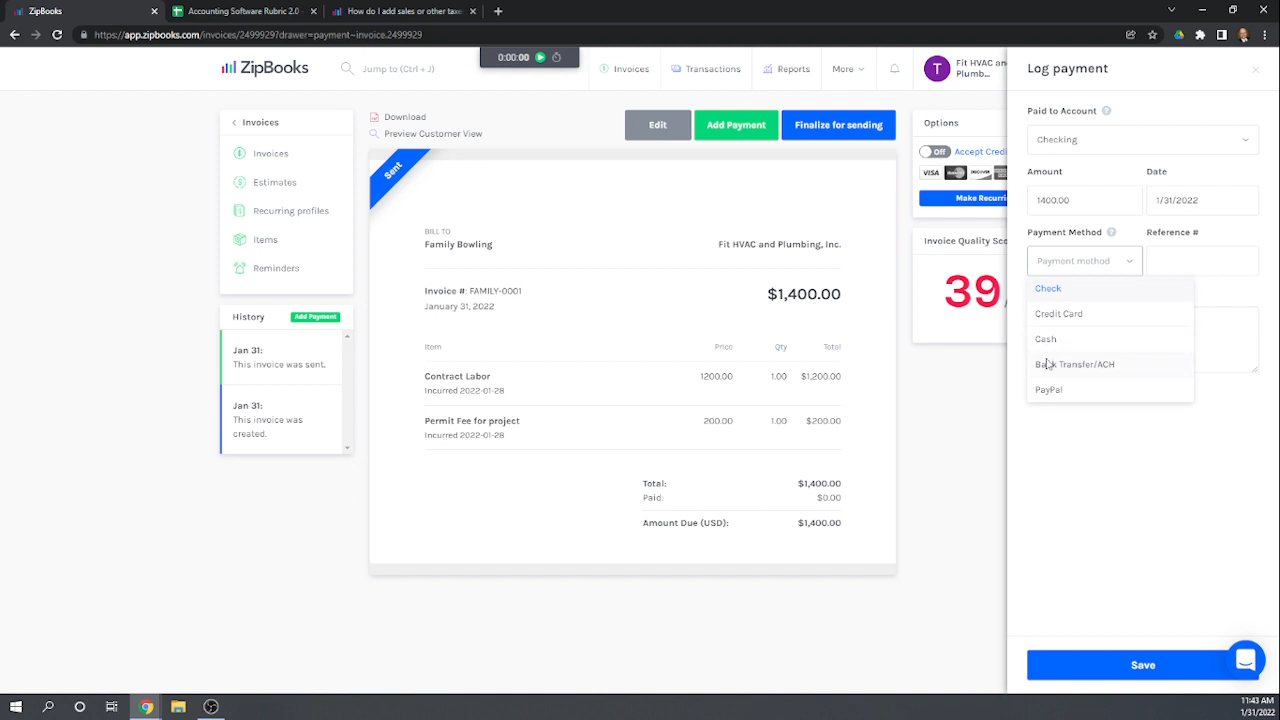 ZipBooks
Accounting Software Rubric 2.0 -
How do I add sales or other taxe
https://app.zipbooks.com/invoices/2499929?drawer=payment~invoice.2499929
0:00:00
ZipBooks
Jump to (Ctrl + J)
Invoices
Transactions
Reports
More
T
Fit HVAC and
Plumb...
Log payment
Invoices
Invoices
Estimates
Recurring profiles
Items
Reminders
History
Add Payment
Jan 31:
This invoice was sent.
Jan 31:
This invoice was
created.
Download
Preview Customer View
Edit
Add Payment
Finalize for sending
Sent
BILL TO
Family Bowling
Fit HVAC and Plumbing, Inc.
Invoice #: FAMILY-0001
January 31, 2022
$1,400.00
Item Price Qty Total
Contract Labor 1200.00 1.00 $1,200.00
Incurred 2022-01-28
Permit Fee for project 200.00 1.00 $200.00
Incurred 2022-01-28
Total: $1,400.00
Paid: $0.00
Amount Due (USD): $1,400.00
Options
Off Accept Credi
VISA DISCOVER
Make Recurri
Invoice Quality Sco
39/
Paid to Account
Checking
Amount Date
1400.00 1/31/2022
Payment Method Reference #
Payment method
Check
Credit Card
Cash
Bank Transfer/ACH
PayPal
Save
11:43 AM
1/31/2022